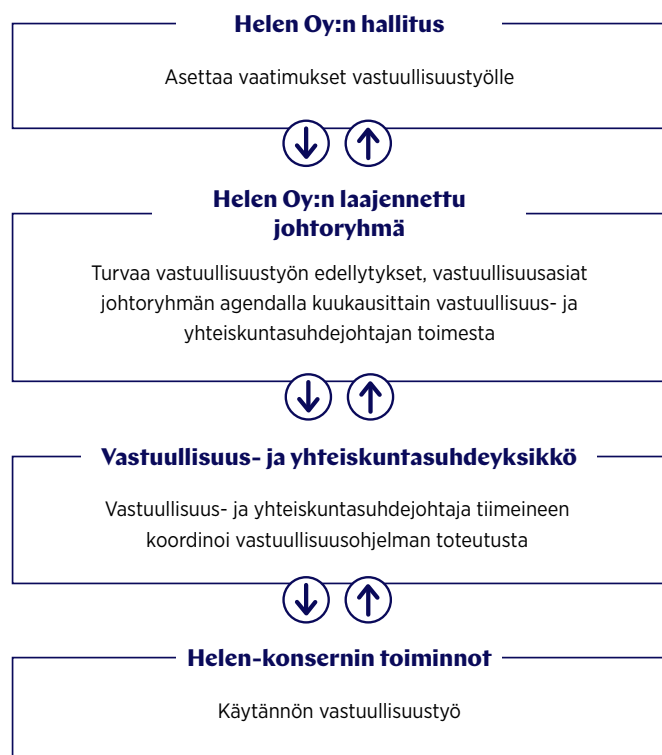 Helen Oy:n hallitus
Asettaa vaatimukset vastuullisuustyölle
Helen Oy:n laajennettu
johtoryhmä
Turvaa vastuullisuustyön edellytykset, vastuullisuusasiat
johtoryhmän agendalla kuukausittain vastuullisuus- ja
yhteiskuntasuhdejohtajan toimesta
Vastuullisuus- ja yhteiskuntasuhdeyksikkö
Vastuullisuus- ja yhteiskuntasuhdejohtaja tiimeineen
koordinoi vastuullisuusohjelman toteutusta
Helen-konsernin toiminnot
Käytännön vastuullisuustyö